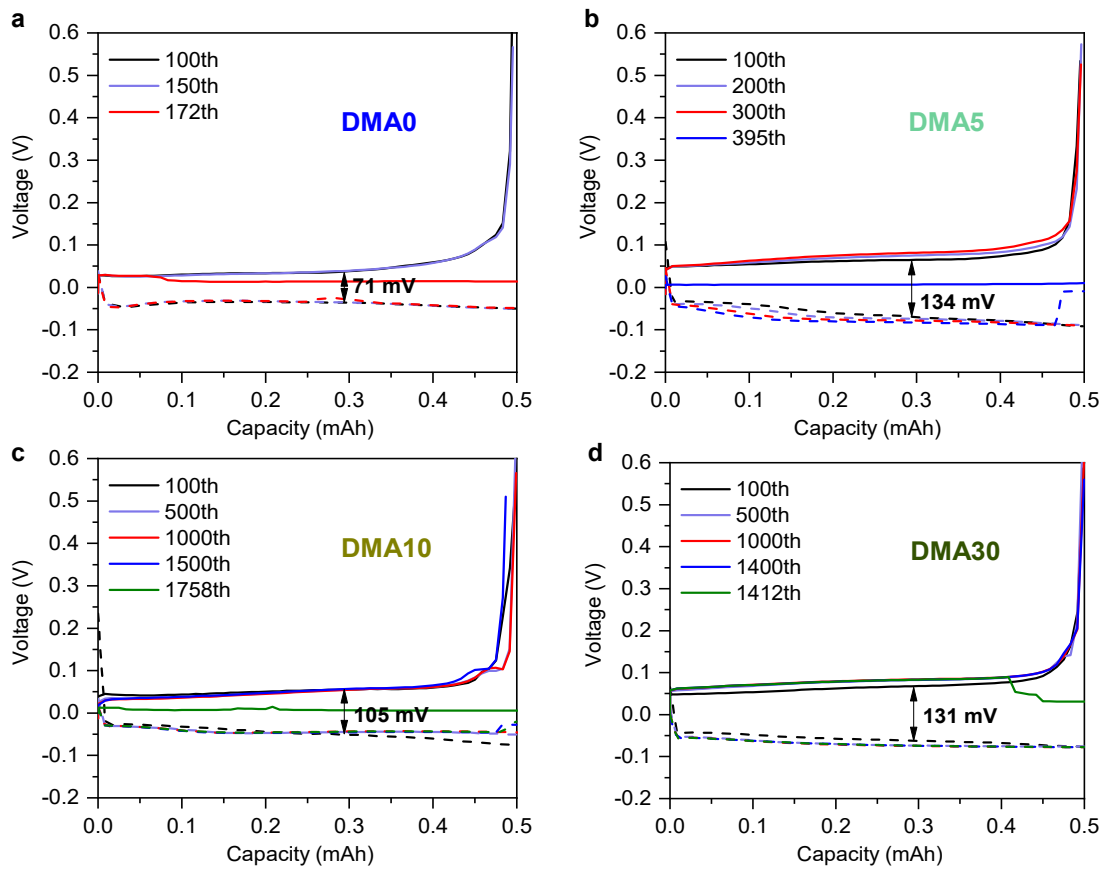 a
0.6
0.5
0.4
0.3
0.2
0.1
0.0
-0.1
-0.2
Voltage (V)
100th
150th
172th
DMA0
71 mV
0.0 0.1 0.2 0.3 0.4 0.5
Capacity (mAh)
b
0.6
0.5
0.4
0.3
0.2
0.1
0.0
-0.1
-0.2
Voltage (V)
100th
200th
300th
395th
DMA5
134 mV
0.0 0.1 0.2 0.3 0.4 0.5
Capacity (mAh)
c
0.6
0.5
0.4
0.3
0.2
0.1
0.0
-0.1
-0.2
Voltage (V)
100th
500th
1000th
1500th
1758th
DMA10
105 mV
0.0 0.1 0.2 0.3 0.4 0.5
Capacity (mAh)
d
0.6
0.5
0.4
0.3
0.2
0.1
0.0
-0.1
-0.2
Voltage (V)
100th
500th
1000th
1400th
1412th
DMA30
131 mV
0.0 0.1 0.2 0.3 0.4 0.5
Capacity (mAh)